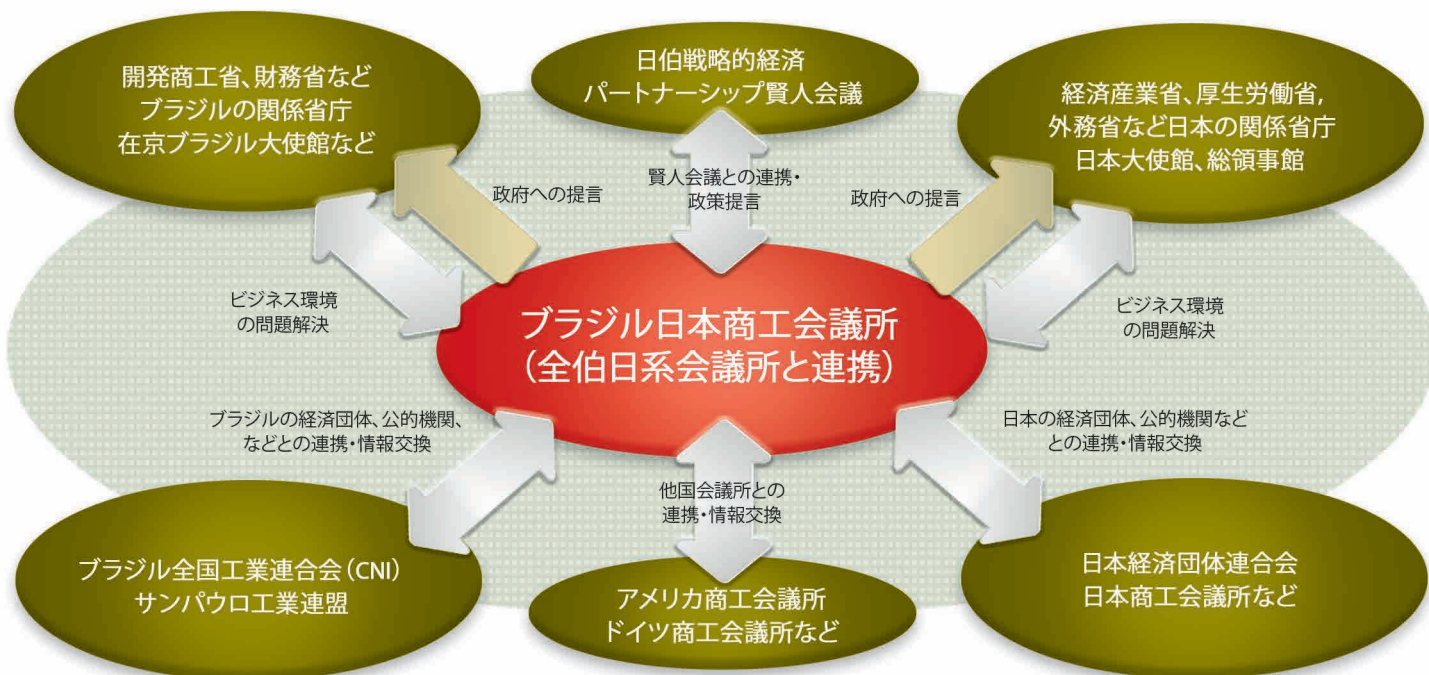 開発商工省、財務省など
ブラジルの関係省庁
在京ブラジル大使館など
日伯戦略的経済
パートナーシップ賢人会議
経済産業省、厚生労働省,
外務省など日本の関係省庁
日本大使館、総領事館
政府への提言
賢人会議との連携・
政策提言
政府への提言
ビジネス環境
の問題解決
ブラジル日本商工会議所
（全伯日系会議所と連携）
ビジネス環境
の問題解決
ブラジルの経済団体、公的機関、
などとの連携・情報交換
他国会議所との
連携・情報交換
日本の経済団体、公的機関など
との連携・情報交換
ブラジル全国工業連合会（CNI）
サンパウロ工業連盟
アメリカ商工会議所
ドイツ商工会議所など
日本経済団体連合会
日本商工会議所など